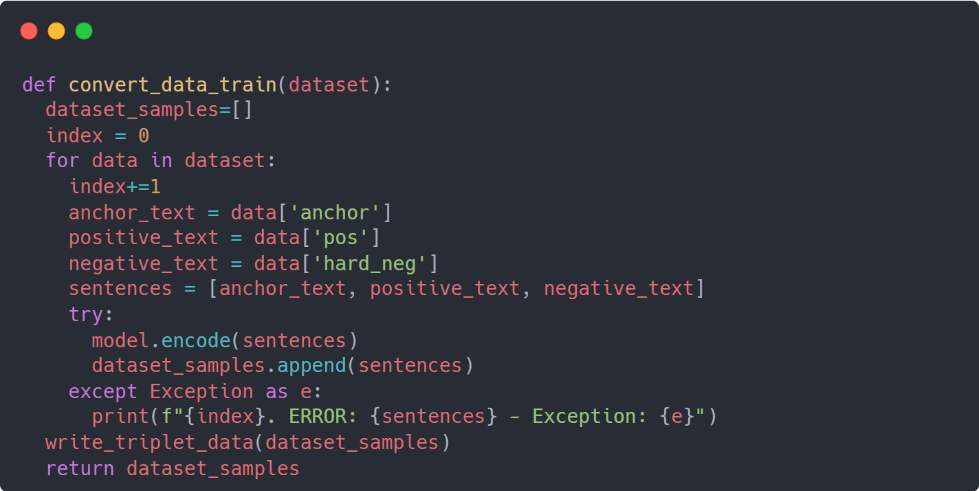 def convert_data_train(dataset):
  dataset_samples=[]
  index = 0
  for data in dataset:
    index+=1
    anchor_text = data['anchor']
    positive_text = data['pos']
    negative_text = data['hard_neg']
    sentences = [anchor_text, positive_text, negative_text]
    try:
      model.encode(sentences)
      dataset_samples.append(sentences)
    except Exception as e:
      print(f"{index}. ERROR: {sentences} - Exception: {e}")
  write_triplet_data(dataset_samples)
  return dataset_samples